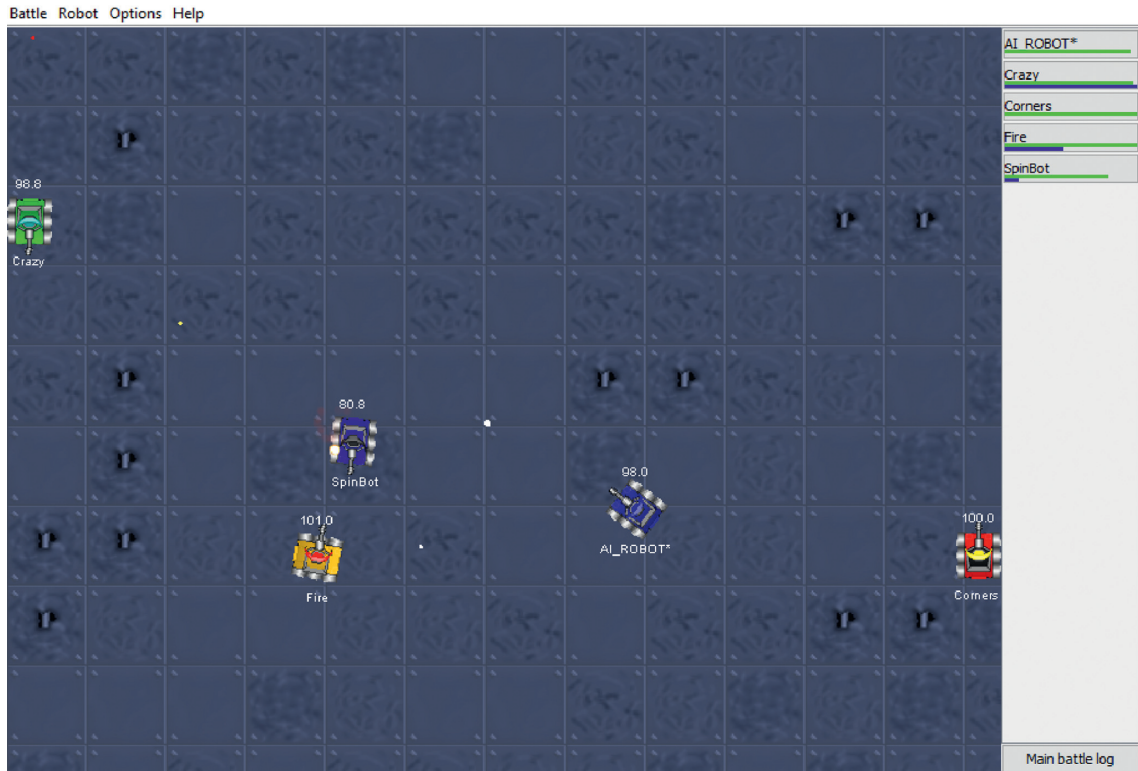 Battle Robot Options Help
AI_ROBOT*
Crazy
Corners
Fire
SpinBot
98.8
Crazy
80.8
SpinBot
98.0
AI_ROBOT*
101.0
Fire
100.0
Corners
Main battle log